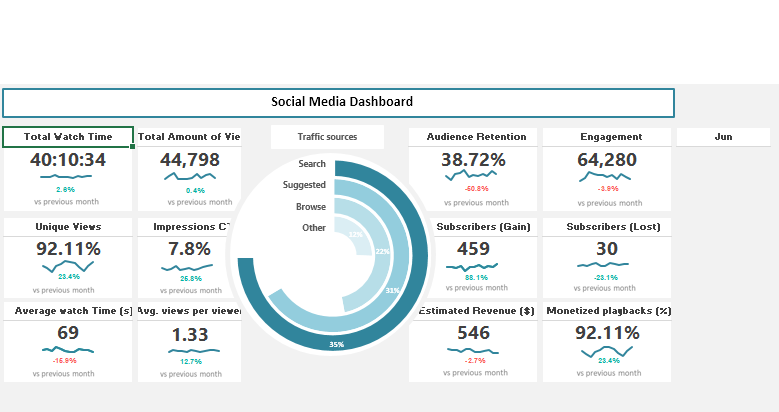 Social Media Dashboard
Total Watch Time
40:10:34
2.6%
vs previous month
Total Amount of Vie
44,798
0.4%
vs previous month
Traffic sources
Search
Suggested
Browse
Other
12%
22%
31%
35%
Audience Retention
38.72%
-60.8%
vs previous month
Engagement
64,280
-3.9%
vs previous month
Jun
Unique Views
92.11%
23.4%
vs previous month
Impressions CT
7.8%
25.8%
vs previous month
Subscribers (Gain)
459
88.1%
vs previous month
Subscribers (Lost)
30
-23.1%
vs previous month
Average watch Time (s)
69
-16.9%
vs previous month
Avg. views per viewer
1.33
12.7%
vs previous month
Estimated Revenue ($)
546
-2.7%
vs previous month
Monetized playbacks (%)
92.11%
23.4%
vs previous month